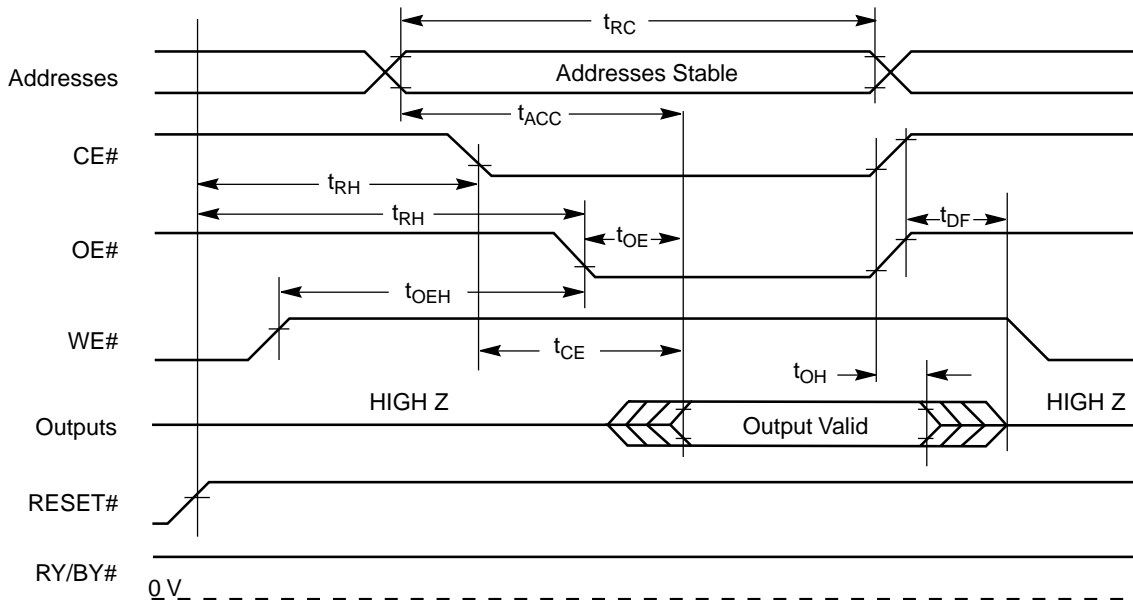 tRC
Addresses
Addresses Stable
tACC
CE#
tRH
tRH
OE#
tOE
tDF
tOEH
WE#
tCE
tOH
HIGH Z
HIGH Z
Outputs
Output Valid
RESET#
RY/BY#
0 V